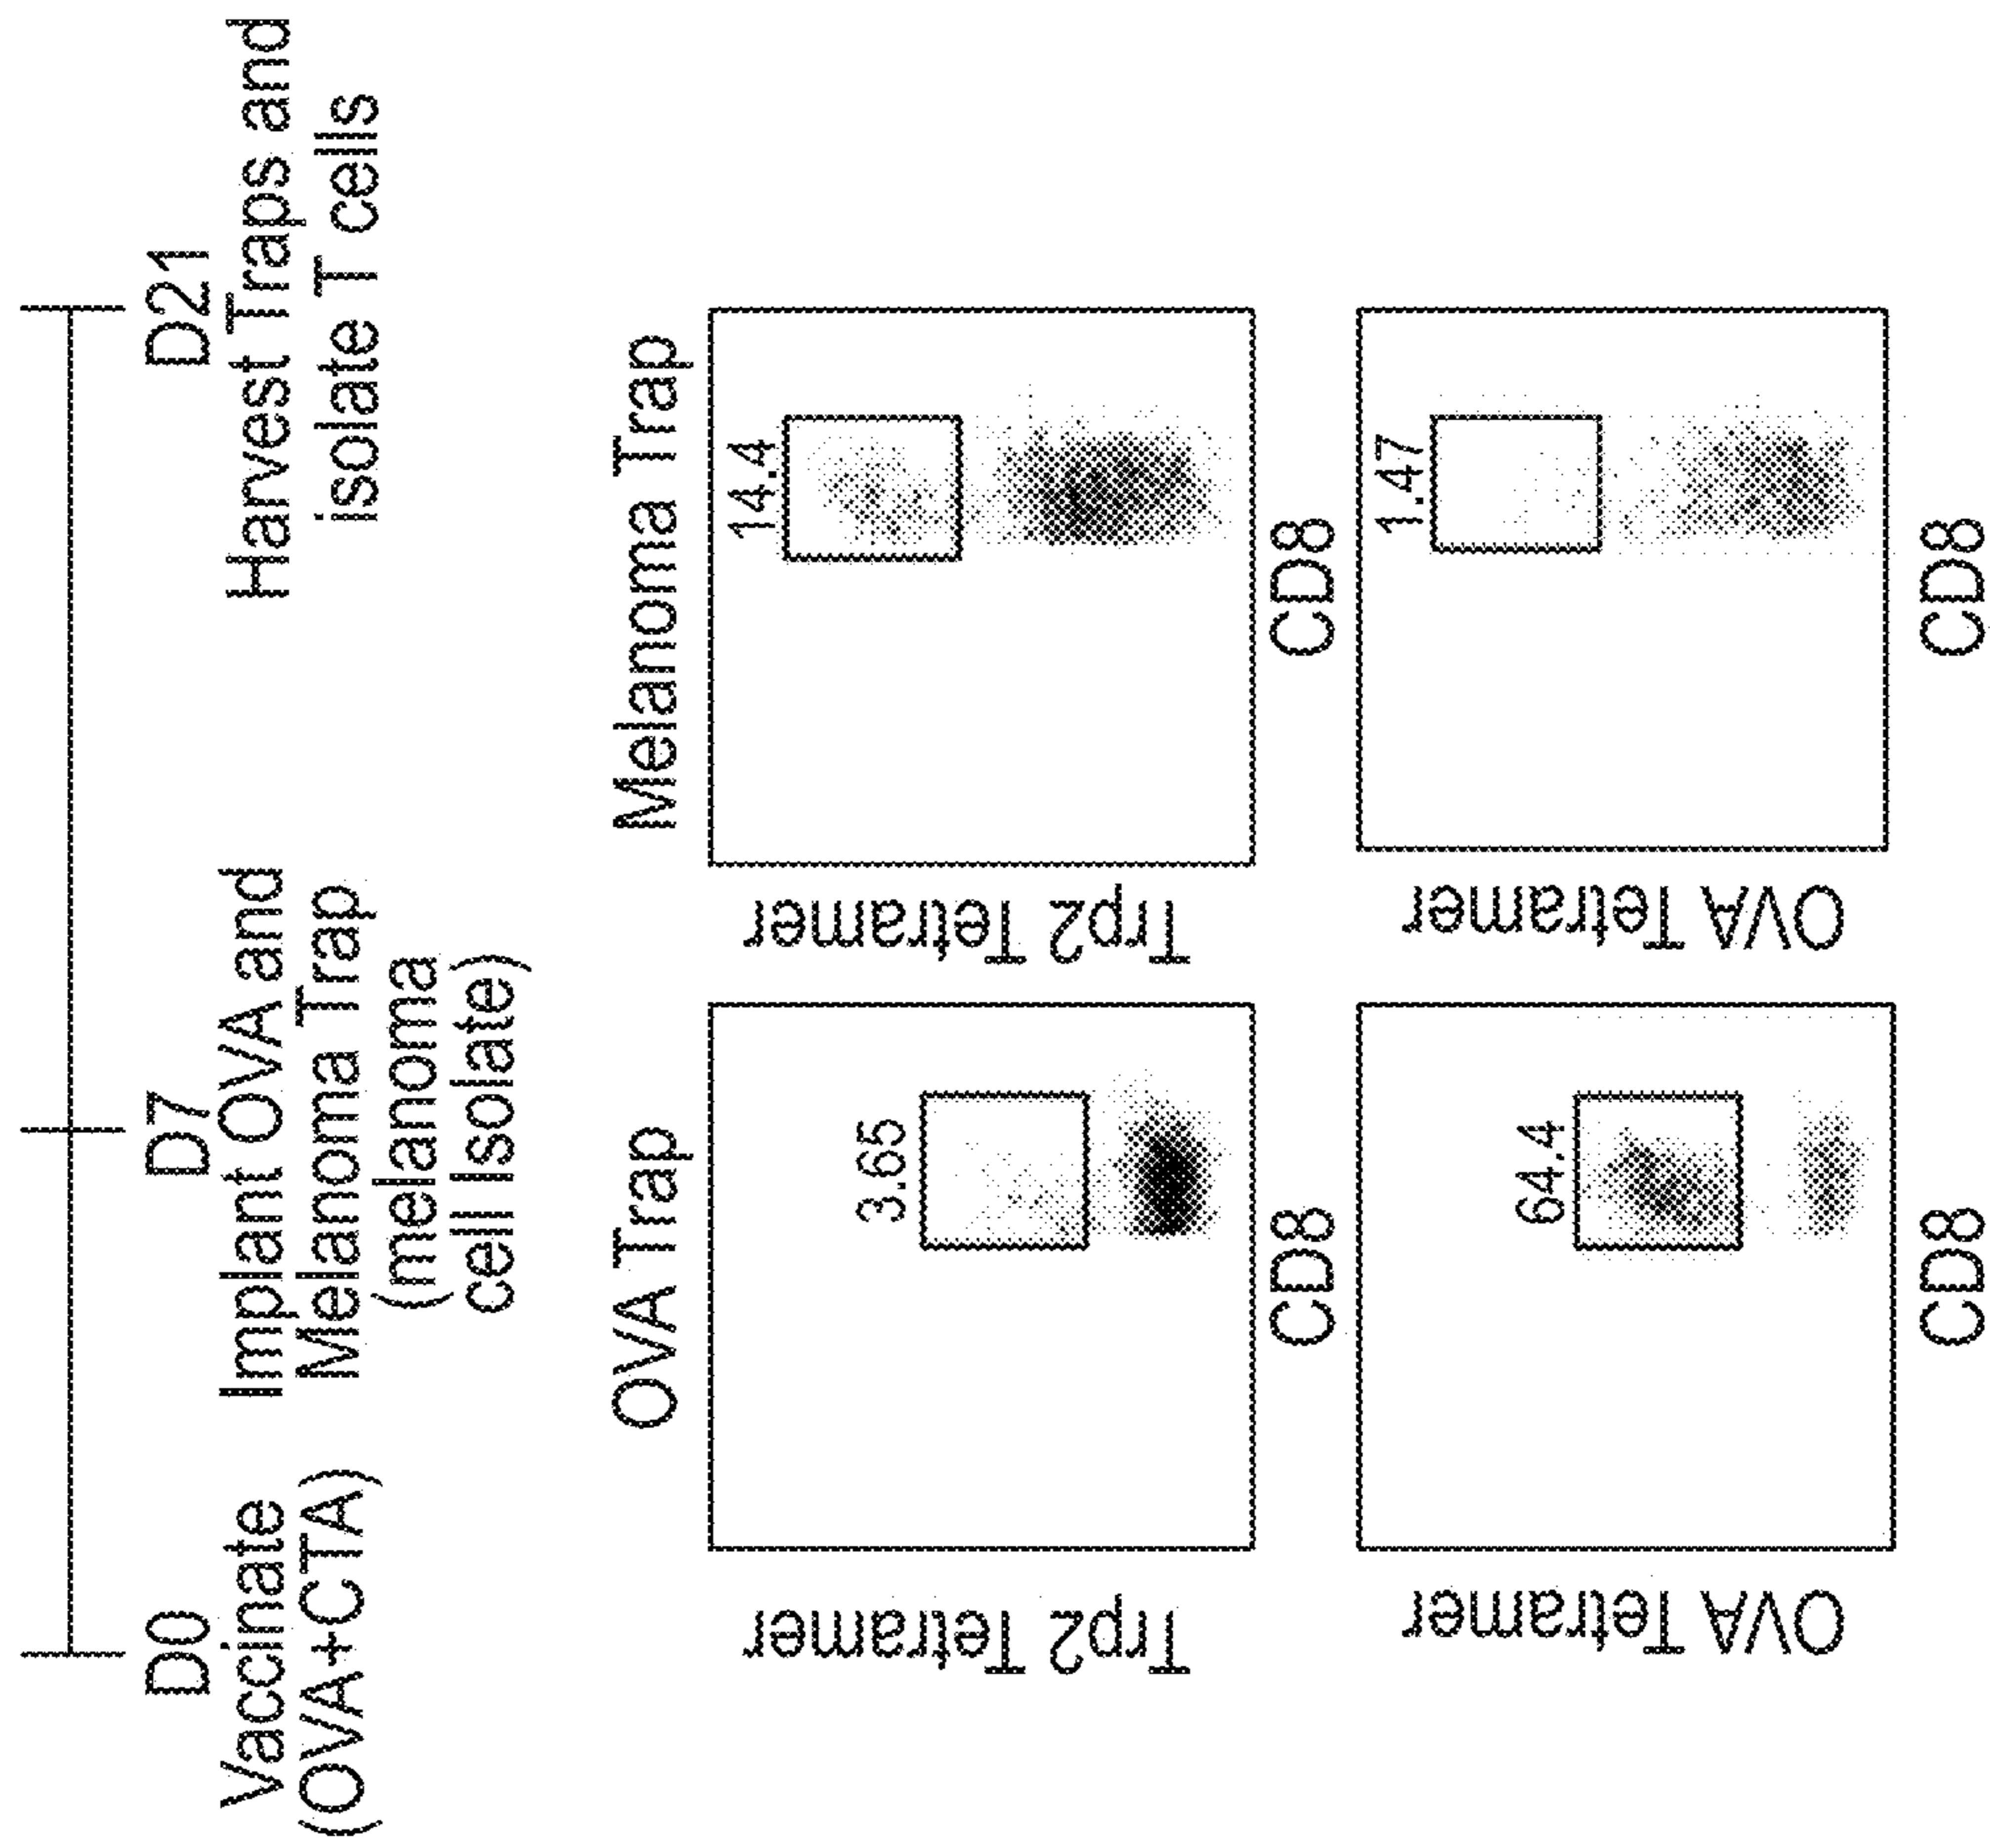 D0
Vaccinate
(OVA+CTA)
D7
Implant OVA and
Melanoma Trap
(melanoma
cell Isolate)
D21
Harvest Traps and
isolate T cells
OVA Trap
Melanoma Trap
Trp2 Tetramer
3.65
CD8
Trp2 Tetramer
14.4
CD8
OVA Tetramer
64.4
CD8
OVA Tetramer
1.47
CD8